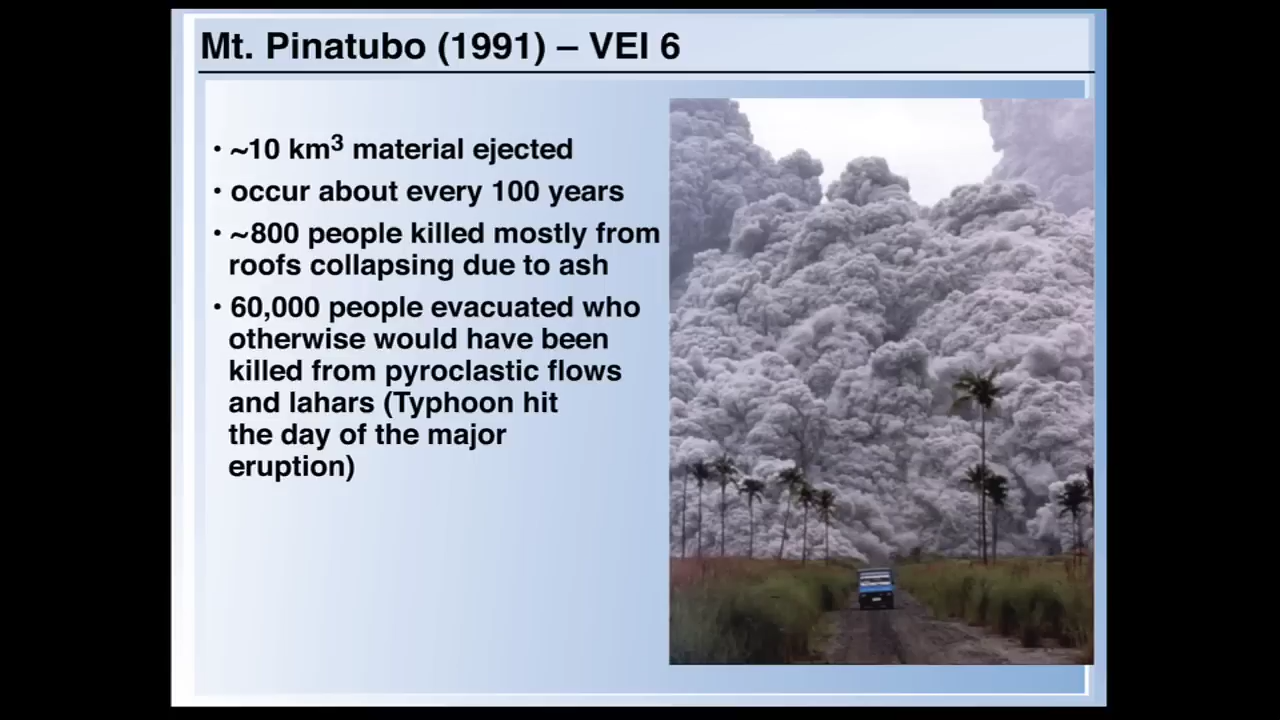 Mt. Pinatubo (1991) – VEI 6
• ~10 km³ material ejected
• occur about every 100 years
• ~800 people killed mostly from
roofs collapsing due to ash
• 60,000 people evacuated who
otherwise would have been
killed from pyroclastic flows
and lahars (Typhoon hit
the day of the major
eruption)